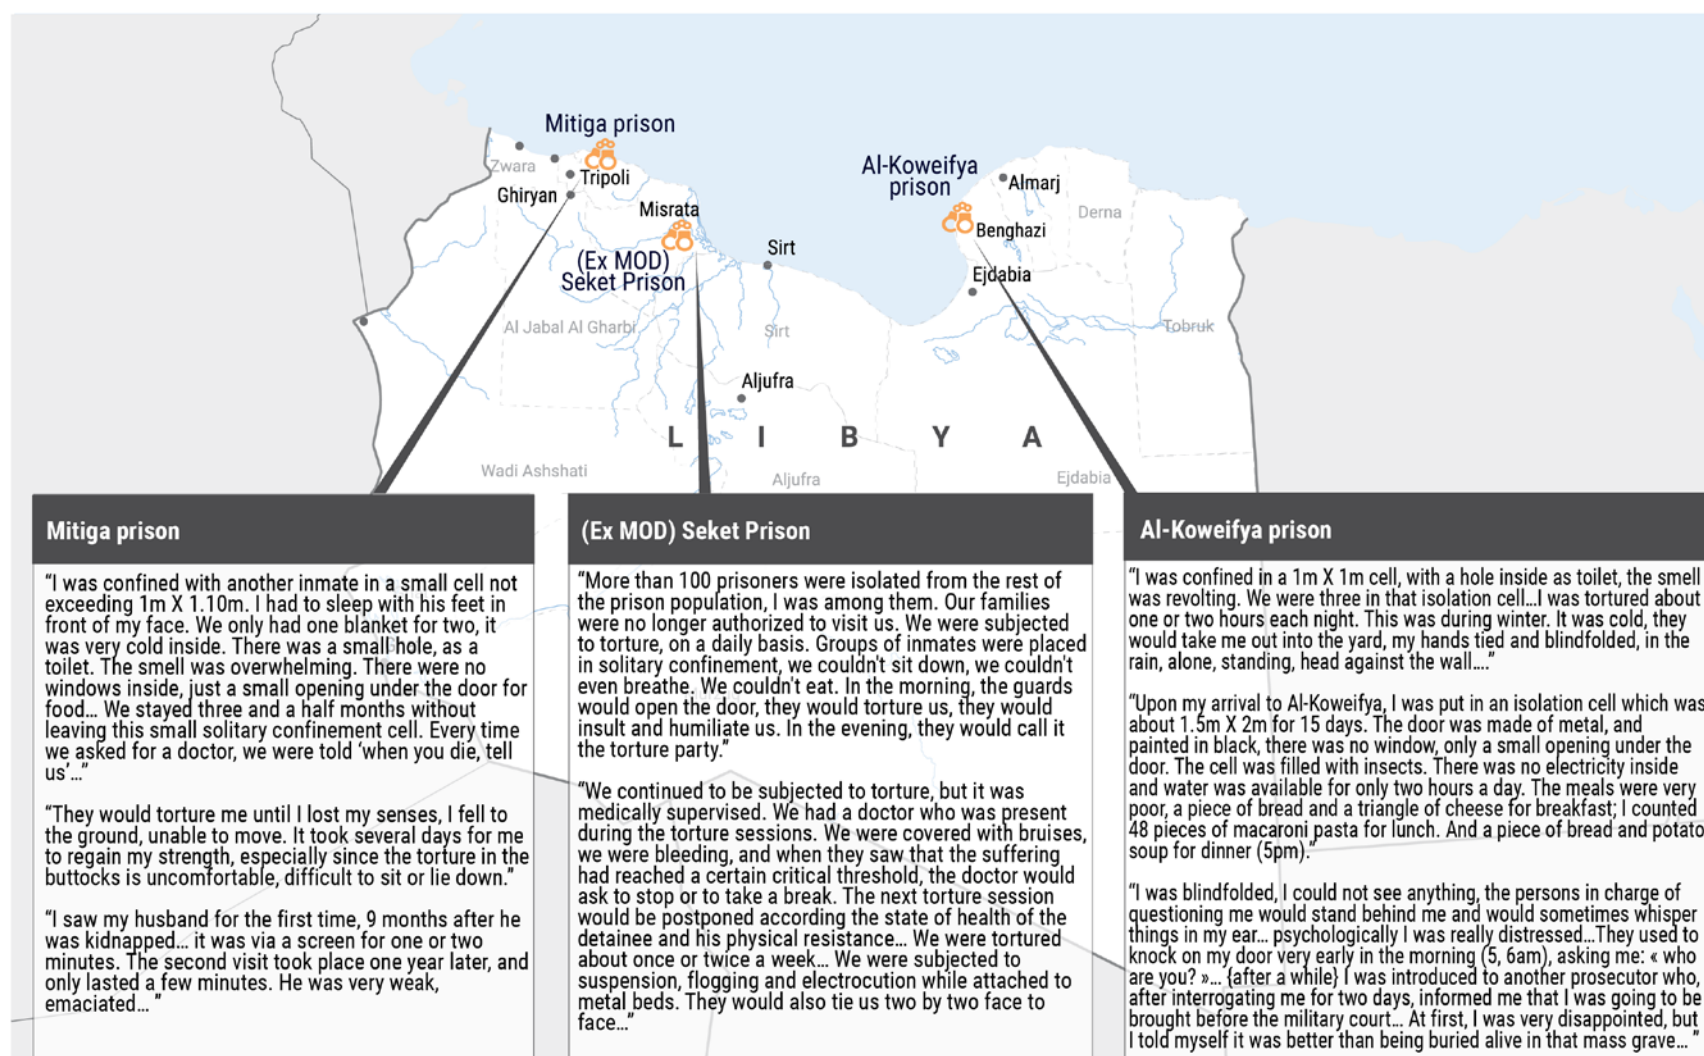 Mitiga prison
Zwara
Tripoli
Ghiryan
Misrata
(Ex MOD)
Seket Prison
Sirt
Al-Koweifya
prison
Almarj
Derna
Benghazi
Ejdabia
Al Jabal Al Gharbi
Sirt
Tobruk
Aljufra
L I B Y A
Wadi Ashshati
Aljufra
Ejdabia
Mitiga prison
“I was confined with another inmate in a small cell not
exceeding 1m X 1.10m. I had to sleep with his feet in
front of my face. We only had one blanket for two, it
was very cold inside. There was a small hole, as a
toilet. The smell was overwhelming. There were no
windows inside, just a small opening under the door for
food... We stayed three and a half months without
leaving this small solitary confinement cell. Every time
we asked for a doctor, we were told ‘when you die, tell
us’...”
“They would torture me until I lost my senses, I fell to
the ground, unable to move. It took several days for me
to regain my strength, especially since the torture in the
buttocks is uncomfortable, difficult to sit or lie down.”
“I saw my husband for the first time, 9 months after he
was kidnapped... it was via a screen for one or two
minutes. The second visit took place one year later, and
only lasted a few minutes. He was very weak,
emaciated... ”
(Ex MOD) Seket Prison
“More than 100 prisoners were isolated from the rest of
the prison population, I was among them. Our families
were no longer authorized to visit us. We were subjected
to torture, on a daily basis. Groups of inmates were placed
in solitary confinement, we couldn't sit down, we couldn't
even breathe. We couldn't eat. In the morning, the guards
would open the door, they would torture us, they would
insult and humiliate us. In the evening, they would call it
the torture party.”
“We continued to be subjected to torture, but it was
medically supervised. We had a doctor who was present
during the torture sessions. We were covered with bruises,
we were bleeding, and when they saw that the suffering
had reached a certain critical threshold, the doctor would
ask to stop or to take a break. The next torture session
would be postponed according the state of health of the
detainee and his physical resistance... We were tortured
about once or twice a week... We were subjected to
suspension, flogging and electrocution while attached to
metal beds. They would also tie us two by two face to
face...”
Al-Koweifya prison
“I was confined in a 1m X 1m cell, with a hole inside as toilet, the smell
was revolting. We were three in that isolation cell...I was tortured about
one or two hours each night. This was during winter. It was cold, they
would take me out into the yard, my hands tied and blindfolded, in the
rain, alone, standing, head against the wall....”
“Upon my arrival to Al-Koweifya, I was put in an isolation cell which was
about 1.5m X 2m for 15 days. The door was made of metal, and
painted in black, there was no window, only a small opening under the
door. The cell was filled with insects. There was no electricity inside
and water was available for only two hours a day. The meals were very
poor, a piece of bread and a triangle of cheese for breakfast; I counted
48 pieces of macaroni pasta for lunch. And a piece of bread and potato
soup for dinner (5pm).”
“I was blindfolded, I could not see anything, the persons in charge of
questioning me would stand behind me and would sometimes whisper
things in my ear... psychologically I was really distressed...They used to
knock on my door very early in the morning (5, 6am), asking me: « who
are you? »... {after a while} I was introduced to another prosecutor who,
after interrogating me for two days, informed me that I was going to be
brought before the military court... At first, I was very disappointed, but
I told myself it was better than being buried alive in that mass grave... ”